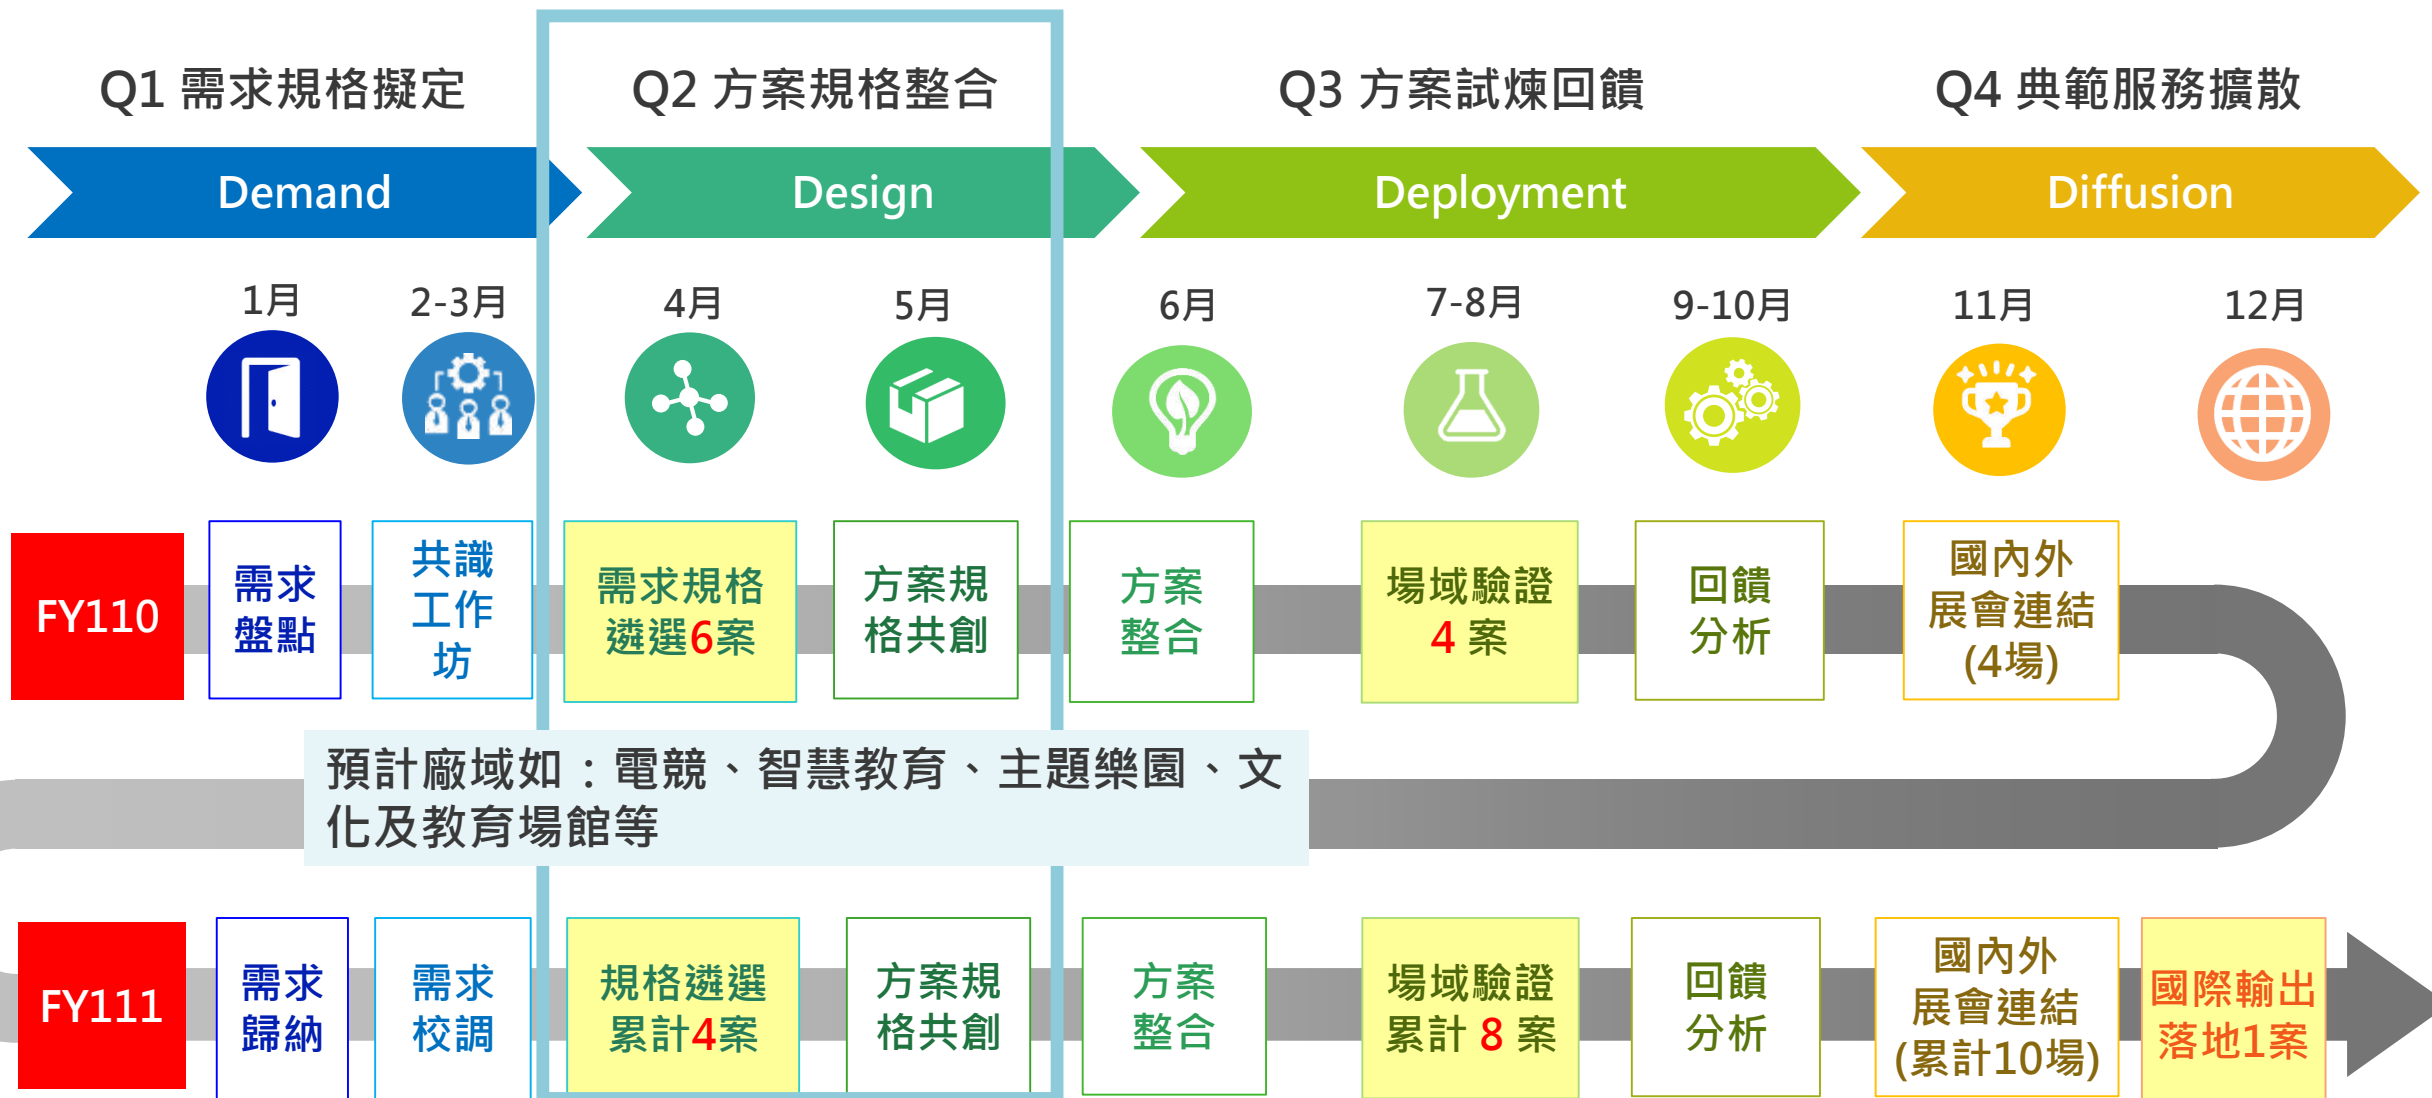 Q1 需求規格擬定
Q2 方案規格整合
Q3 方案試煉回饋
Q4 典範服務擴散
Demand
Design
Deployment
Diffusion
1月
2-3月
4月
5月
6月
7-8月
9-10月
11月
12月
FY110
需求
盤點
共識
工作
坊
需求規格
遴選6案
方案規
格共創
方案
整合
場域驗證
4 案
回饋
分析
國內外
展會連結
(4場)
預計廠域如：電競、智慧教育、主題樂園、文
化及教育場館等
FY111
需求
歸納
需求
校調
規格遴選
累計4案
方案規
格共創
方案
整合
場域驗證
累計 8 案
回饋
分析
國內外
展會連結
(累計10場)
國際輸出
落地1案